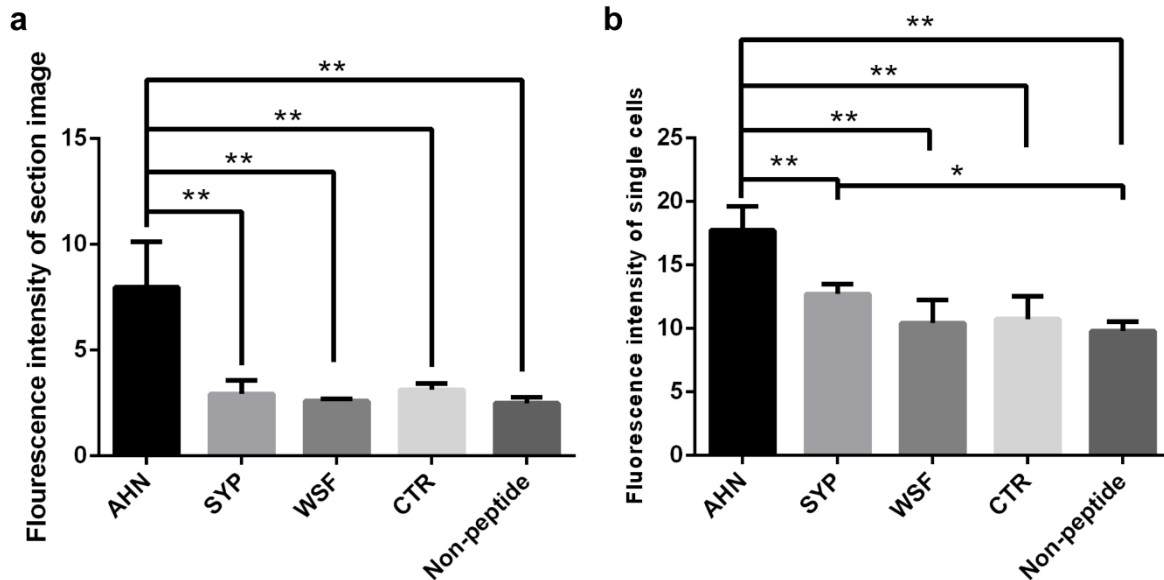 a
Flourescence intensity of section image
15
10
5
0
**
**
**
**
AHN
SYP
WSF
CTR
Non-peptide
b
Fluorescence intensity of single cells
25
20
15
10
5
0
**
**
**
**
*
AHN
SYP
WSF
CTR
Non-peptide